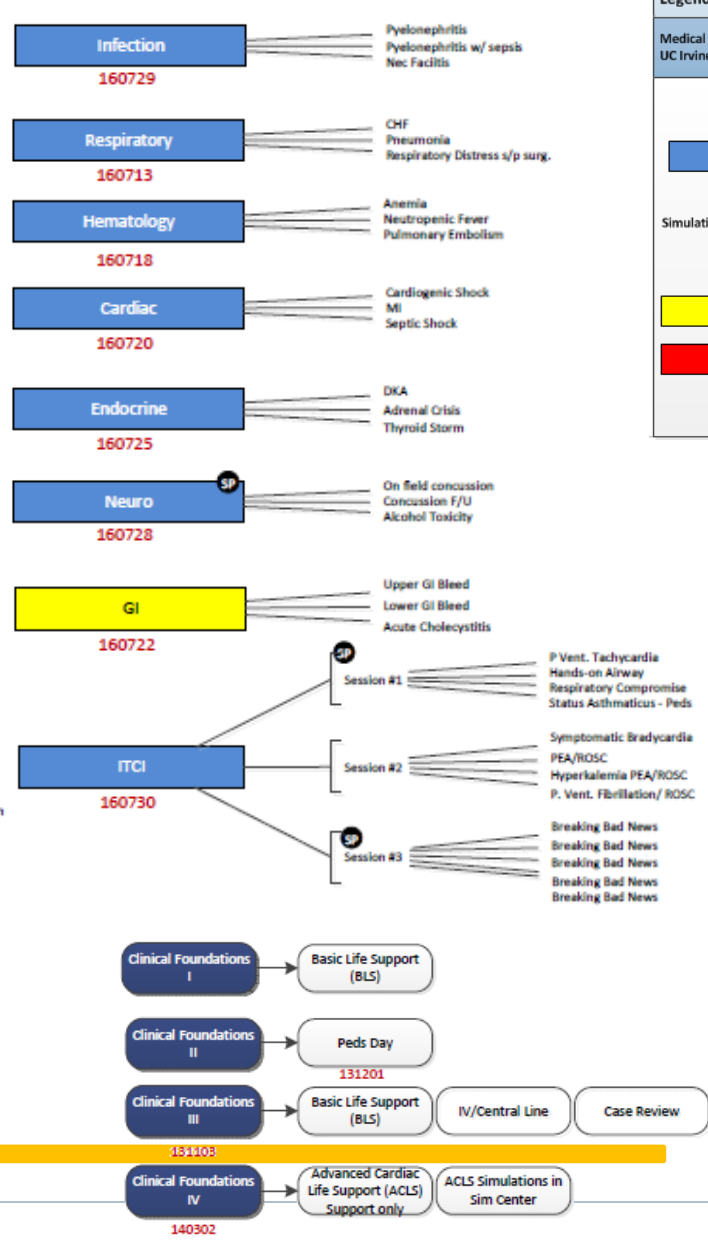 Legend
Medical
UC Irvine
Simulati
Infection
160729
Pyelonephritis
Pyelonephritis w/ sepsis
Nec Faciitis
Respiratory
160713
CHF
Pneumonia
Respiratory Distress s/p surg.
Hematology
160718
Anemia
Neutropenic Fever
Pulmonary Embolism
Cardiac
160720
Cardiogenic Shock
MI
Septic Shock
Endocrine
160725
DKA
Adrenal Crisis
Thyroid Storm
SP
Neuro
160728
On field concussion
Concussion F/U
Alcohol Toxicity
GI
160722
Upper GI Bleed
Lower GI Bleed
Acute Cholecystitis
ITCI
160730
SP
Session #1
P Vent. Tachycardia
Hands-on Airway
Respiratory Compromise
Status Asthmaticus - Peds
Session #2
Symptomatic Bradycardia
PEA/ROSC
Hyperkalemia PEA/ROSC
P. Vent. Fibrillation/ ROSC
SP
Session #3
Breaking Bad News
Breaking Bad News
Breaking Bad News
Breaking Bad News
Breaking Bad News
Clinical Foundations
I
Basic Life Support
(BLS)
Clinical Foundations
II
Peds Day
131201
Clinical Foundations
III
131103
Basic Life Support
(BLS)
IV/Central Line
Case Review
Clinical Foundations
IV
140302
Advanced Cardiac
Life Support (ACLS)
Support only
ACLS Simulations in
Sim Center